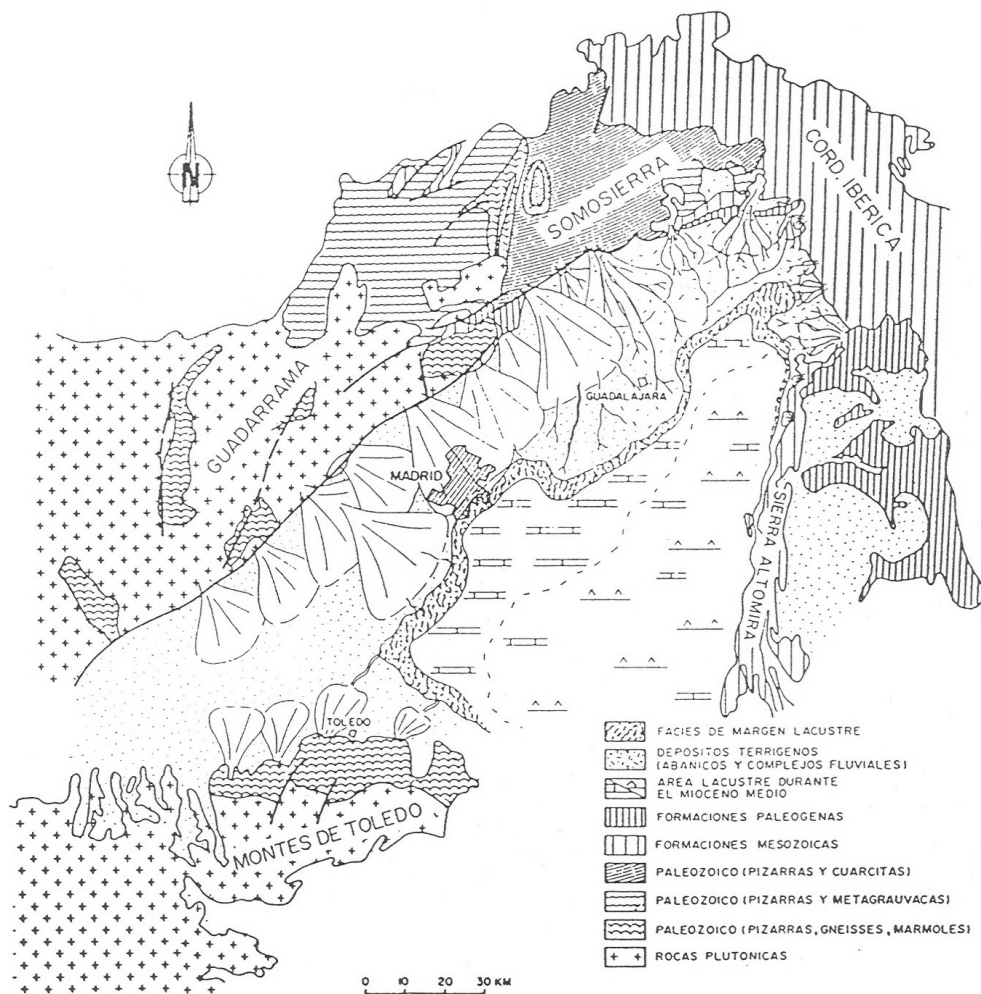 N
CORD. IBERICA
SOMOSIERRA
GUADARRAMA
GUADALAJARA
MADRID
SIERRA ALTOMIRA
TOLEDO
MONTES DE TOLEDO
FACIES DE MARGEN LACUSTRE
DEPOSITOS TERRIGENOS
(ABANICOS Y COMPLEJOS FLUVIALES)
AREA LACUSTRE DURANTE
EL MIOCENO MEDIO
FORMACIONES PALEOGENAS
FORMACIONES MESOZOICAS
PALEOZOICO (PIZARRAS Y CUARCITAS)
PALEOZOICO (PIZARRAS Y METAGRAUVACAS)
PALEOZOICO (PIZARRAS, GNEISSES, MARMOLES)
ROCAS PLUTONICAS
0 10 20 30 KM